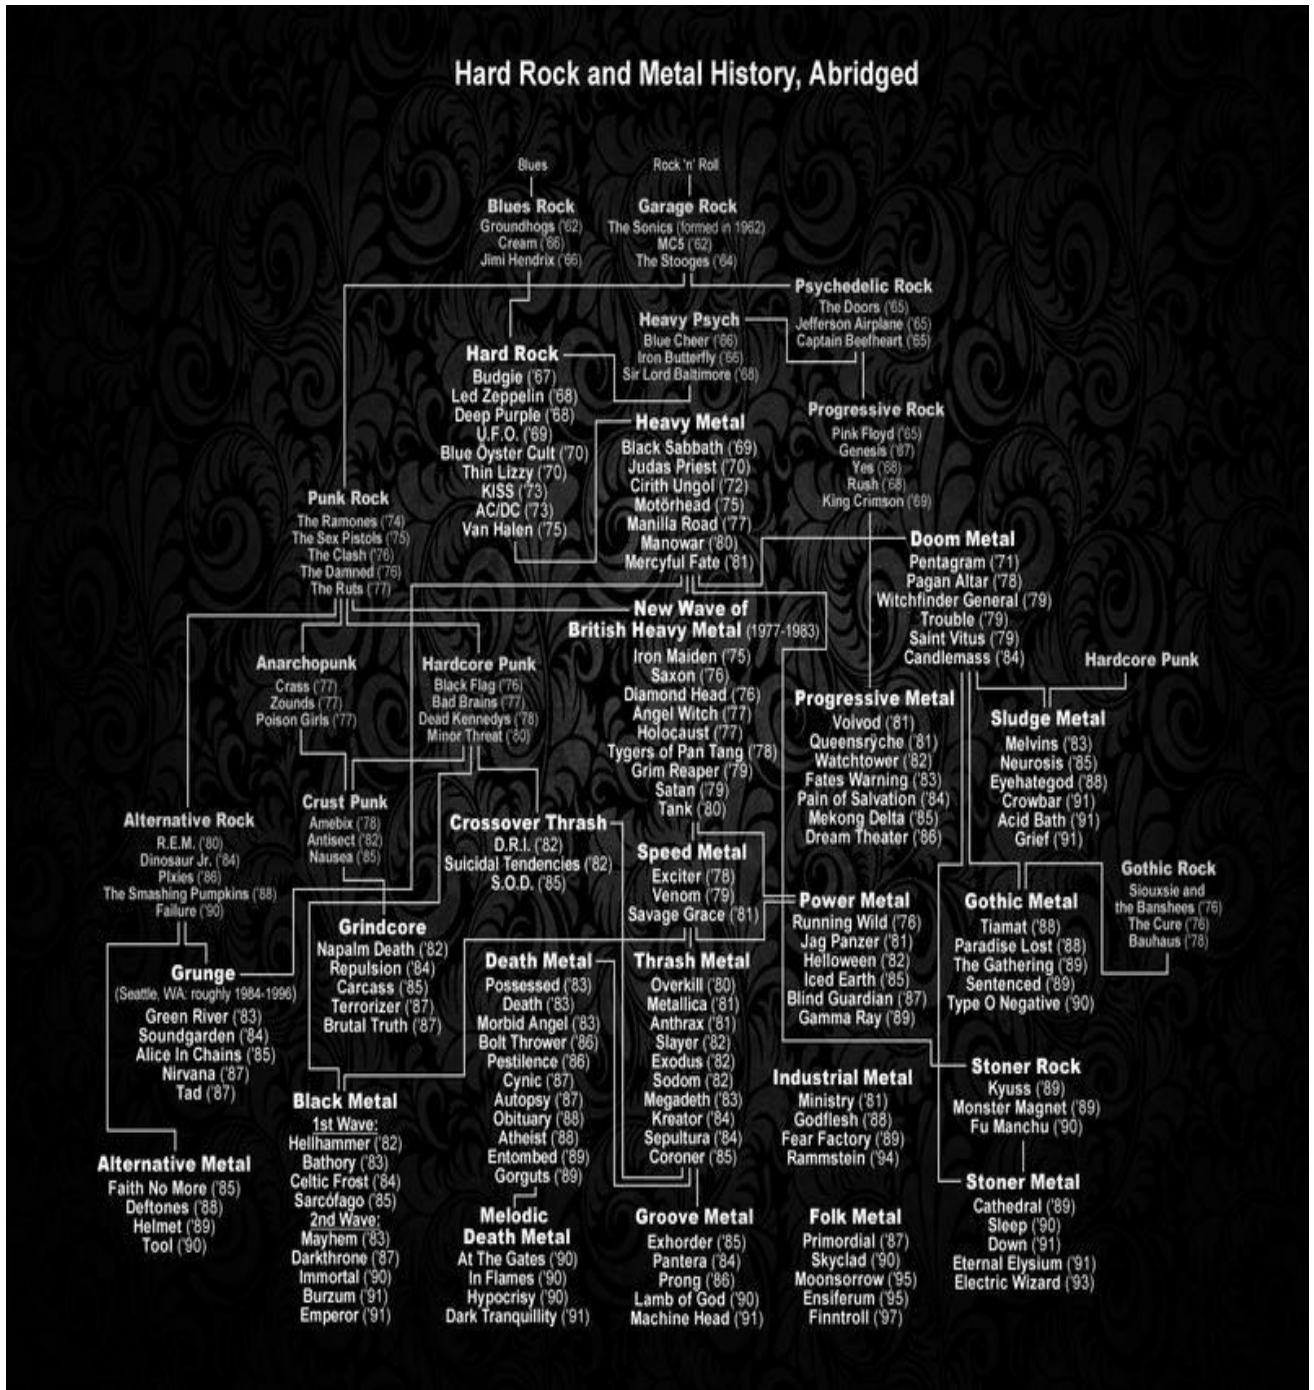 Hard Rock and Metal History, Abridged
Blues
Blues Rock
Groundhogs ('62)
Cream ('66)
Jimi Hendrix ('66)
Rock 'n' Roll
Garage Rock
The Sonics (formed in 1962)
MC5 ('62)
The Stooges ('64)
Psychedelic Rock
The Doors ('65)
Jefferson Airplane ('65)
Captain Beefheart ('65)
Heavy Psych
Blue Cheer ('66)
Iron Butterfly ('66)
Sir Lord Baltimore ('68)
Hard Rock
Budgie ('67)
Led Zeppelin ('68)
Deep Purple ('68)
U.F.O. ('69)
Blue Öyster Cult ('70)
Thin Lizzy ('70)
KISS ('73)
AC/DC ('73)
Van Halen ('75)
Heavy Metal
Black Sabbath ('69)
Judas Priest ('70)
Cirith Ungol ('72)
Motörhead ('75)
Manilla Road ('77)
Manowar ('80)
Mercyful Fate ('81)
Progressive Rock
Pink Floyd ('65)
Genesis ('67)
Yes ('68)
Rush ('68)
King Crimson ('69)
Punk Rock
The Ramones ('74)
The Sex Pistols ('75)
The Clash ('76)
The Damned ('76)
The Ruts ('77)
Doom Metal
Pentagram ('71)
Pagan Altar ('78)
Witchfinder General ('79)
Trouble ('79)
Saint Vitus ('79)
Candlemass ('84)
New Wave of
British Heavy Metal (1977-1983)
Iron Maiden ('75)
Saxon ('76)
Diamond Head ('76)
Angel Witch ('77)
Holocaust ('77)
Tygers of Pan Tang ('78)
Grim Reaper ('79)
Satan ('79)
Tank ('80)
Anarchopunk
Crass ('77)
Zounds ('77)
Poison Girls ('77)
Hardcore Punk
Black Flag ('76)
Bad Brains ('77)
Dead Kennedys ('78)
Minor Threat ('80)
Hardcore Punk
Progressive Metal
Voivod ('81)
Queensrÿche ('81)
Watchtower ('82)
Fates Warning ('83)
Pain of Salvation ('84)
Mekong Delta ('85)
Dream Theater ('86)
Sludge Metal
Melvins ('83)
Neurosis ('85)
Eyehategod ('88)
Crowbar ('91)
Acid Bath ('91)
Grief ('91)
Alternative Rock
R.E.M. ('80)
Dinosaur Jr. ('84)
PIxies ('86)
The Smashing Pumpkins ('88)
Failure ('90)
Crust Punk
Amebix ('78)
Antisect ('82)
Nausea ('85)
Crossover Thrash
D.R.I. ('82)
Suicidal Tendencies ('82)
S.O.D. ('85)
Speed Metal
Exciter ('78)
Venom ('79)
Savage Grace ('81)
Power Metal
Running Wild ('76)
Jag Panzer ('81)
Helloween ('82)
Iced Earth ('85)
Blind Guardian ('87)
Gamma Ray ('89)
Gothic Metal
Tiamat ('88)
Paradise Lost ('88)
The Gathering ('89)
Sentenced ('89)
Type O Negative ('90)
Gothic Rock
Siouxsie and
the Banshees ('76)
The Cure ('76)
Bauhaus ('78)
Grindcore
Napalm Death ('82)
Repulsion ('84)
Carcass ('85)
Terrorizer ('87)
Brutal Truth ('87)
Grunge
(Seattle, WA: roughly 1984-1996)
Green River ('83)
Soundgarden ('84)
Alice In Chains ('85)
Nirvana ('87)
Tad ('87)
Death Metal
Possessed ('83)
Death ('83)
Morbid Angel ('83)
Bolt Thrower ('86)
Pestilence ('86)
Cynic ('87)
Autopsy ('87)
Obituary ('88)
Atheist ('88)
Entombed ('89)
Gorguts ('89)
Thrash Metal
Overkill ('80)
Metallica ('81)
Anthrax ('81)
Slayer ('82)
Exodus ('82)
Sodom ('82)
Megadeth ('83)
Kreator ('84)
Sepultura ('84)
Coroner ('85)
Industrial Metal
Ministry ('81)
Godflesh ('88)
Fear Factory ('89)
Rammstein ('94)
Stoner Rock
Kyuss ('89)
Monster Magnet ('89)
Fu Manchu ('90)
Black Metal
1st Wave:
Hellhammer ('82)
Bathory ('83)
Celtic Frost ('84)
Sarcófago ('85)
2nd Wave:
Mayhem ('83)
Darkthrone ('87)
Immortal ('90)
Burzum ('91)
Emperor ('91)
Alternative Metal
Faith No More ('85)
Deftones ('88)
Helmet ('89)
Tool ('90)
Stoner Metal
Cathedral ('89)
Sleep ('90)
Down ('91)
Eternal Elysium ('91)
Electric Wizard ('93)
Melodic
Death Metal
At The Gates ('90)
In Flames ('90)
Hypocrisy ('90)
Dark Tranquillity ('91)
Groove Metal
Exhorder ('85)
Pantera ('84)
Prong ('86)
Lamb of God ('90)
Machine Head ('91)
Folk Metal
Primordial ('87)
Skyclad ('90)
Moonsorrow ('95)
Ensiferum ('95)
Finntroll ('97)